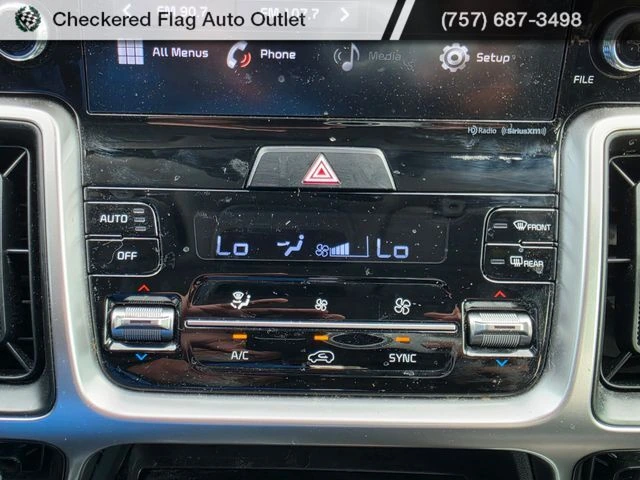 Checkered Flag Auto Outlet (757) 687-3498
FM 90.7 FM 107.7
All Menus Phone Media Setup
FILE
HD Radio ((SiriusXM))
AUTO FRONT
Lo Lo
OFF REAR
A/C SYNC